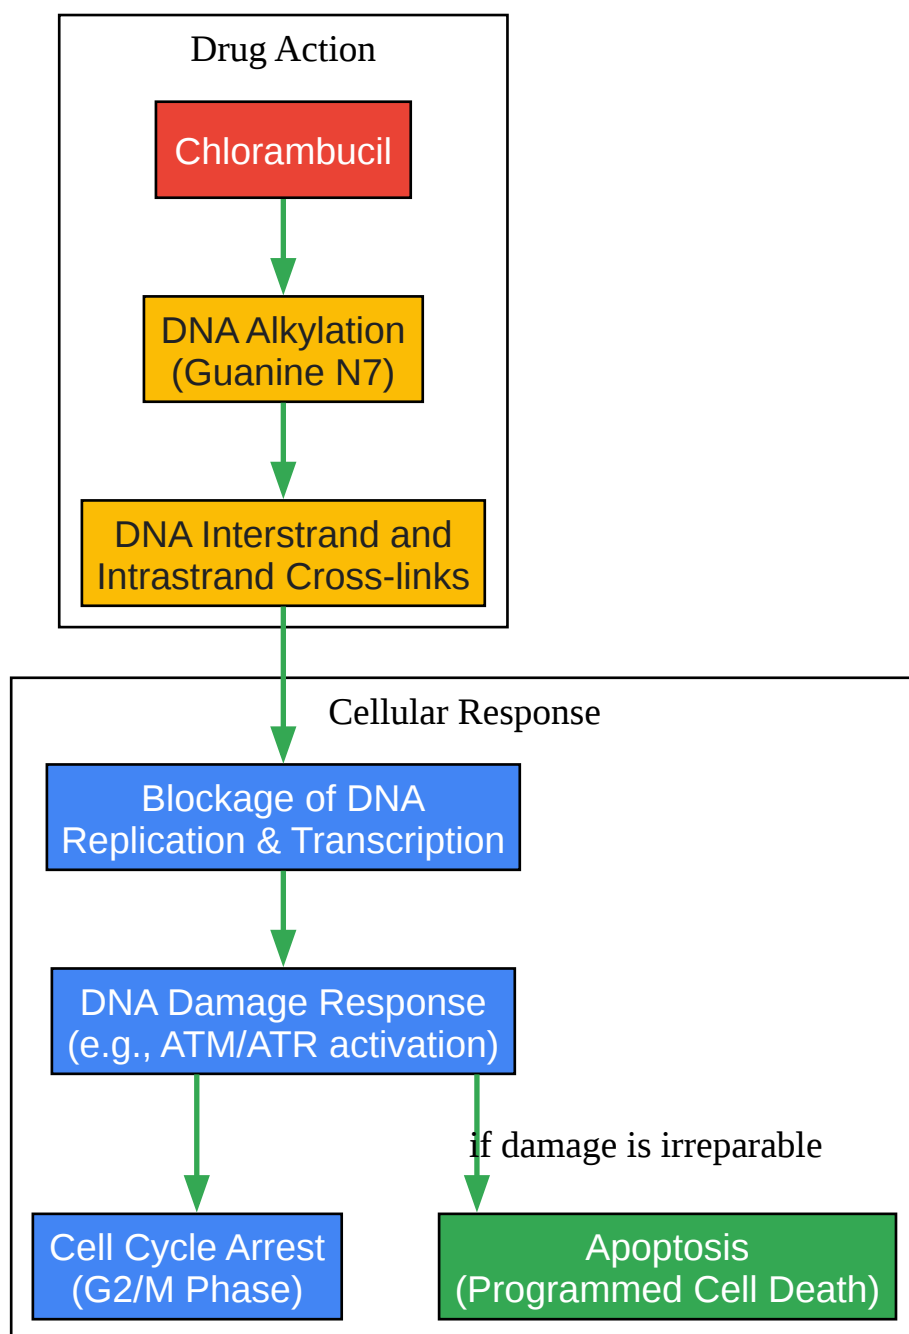 Drug Action
Chlorambucil
DNA Alkylation
(Guanine N7)
DNA Interstrand and
Intrastrand Cross-links
Cellular Response
Blockage of DNA
Replication & Transcription
DNA Damage Response
(e.g., ATM/ATR activation)
if damage is irreparable
Cell Cycle Arrest
(G2/M Phase)
Apoptosis
(Programmed Cell Death)